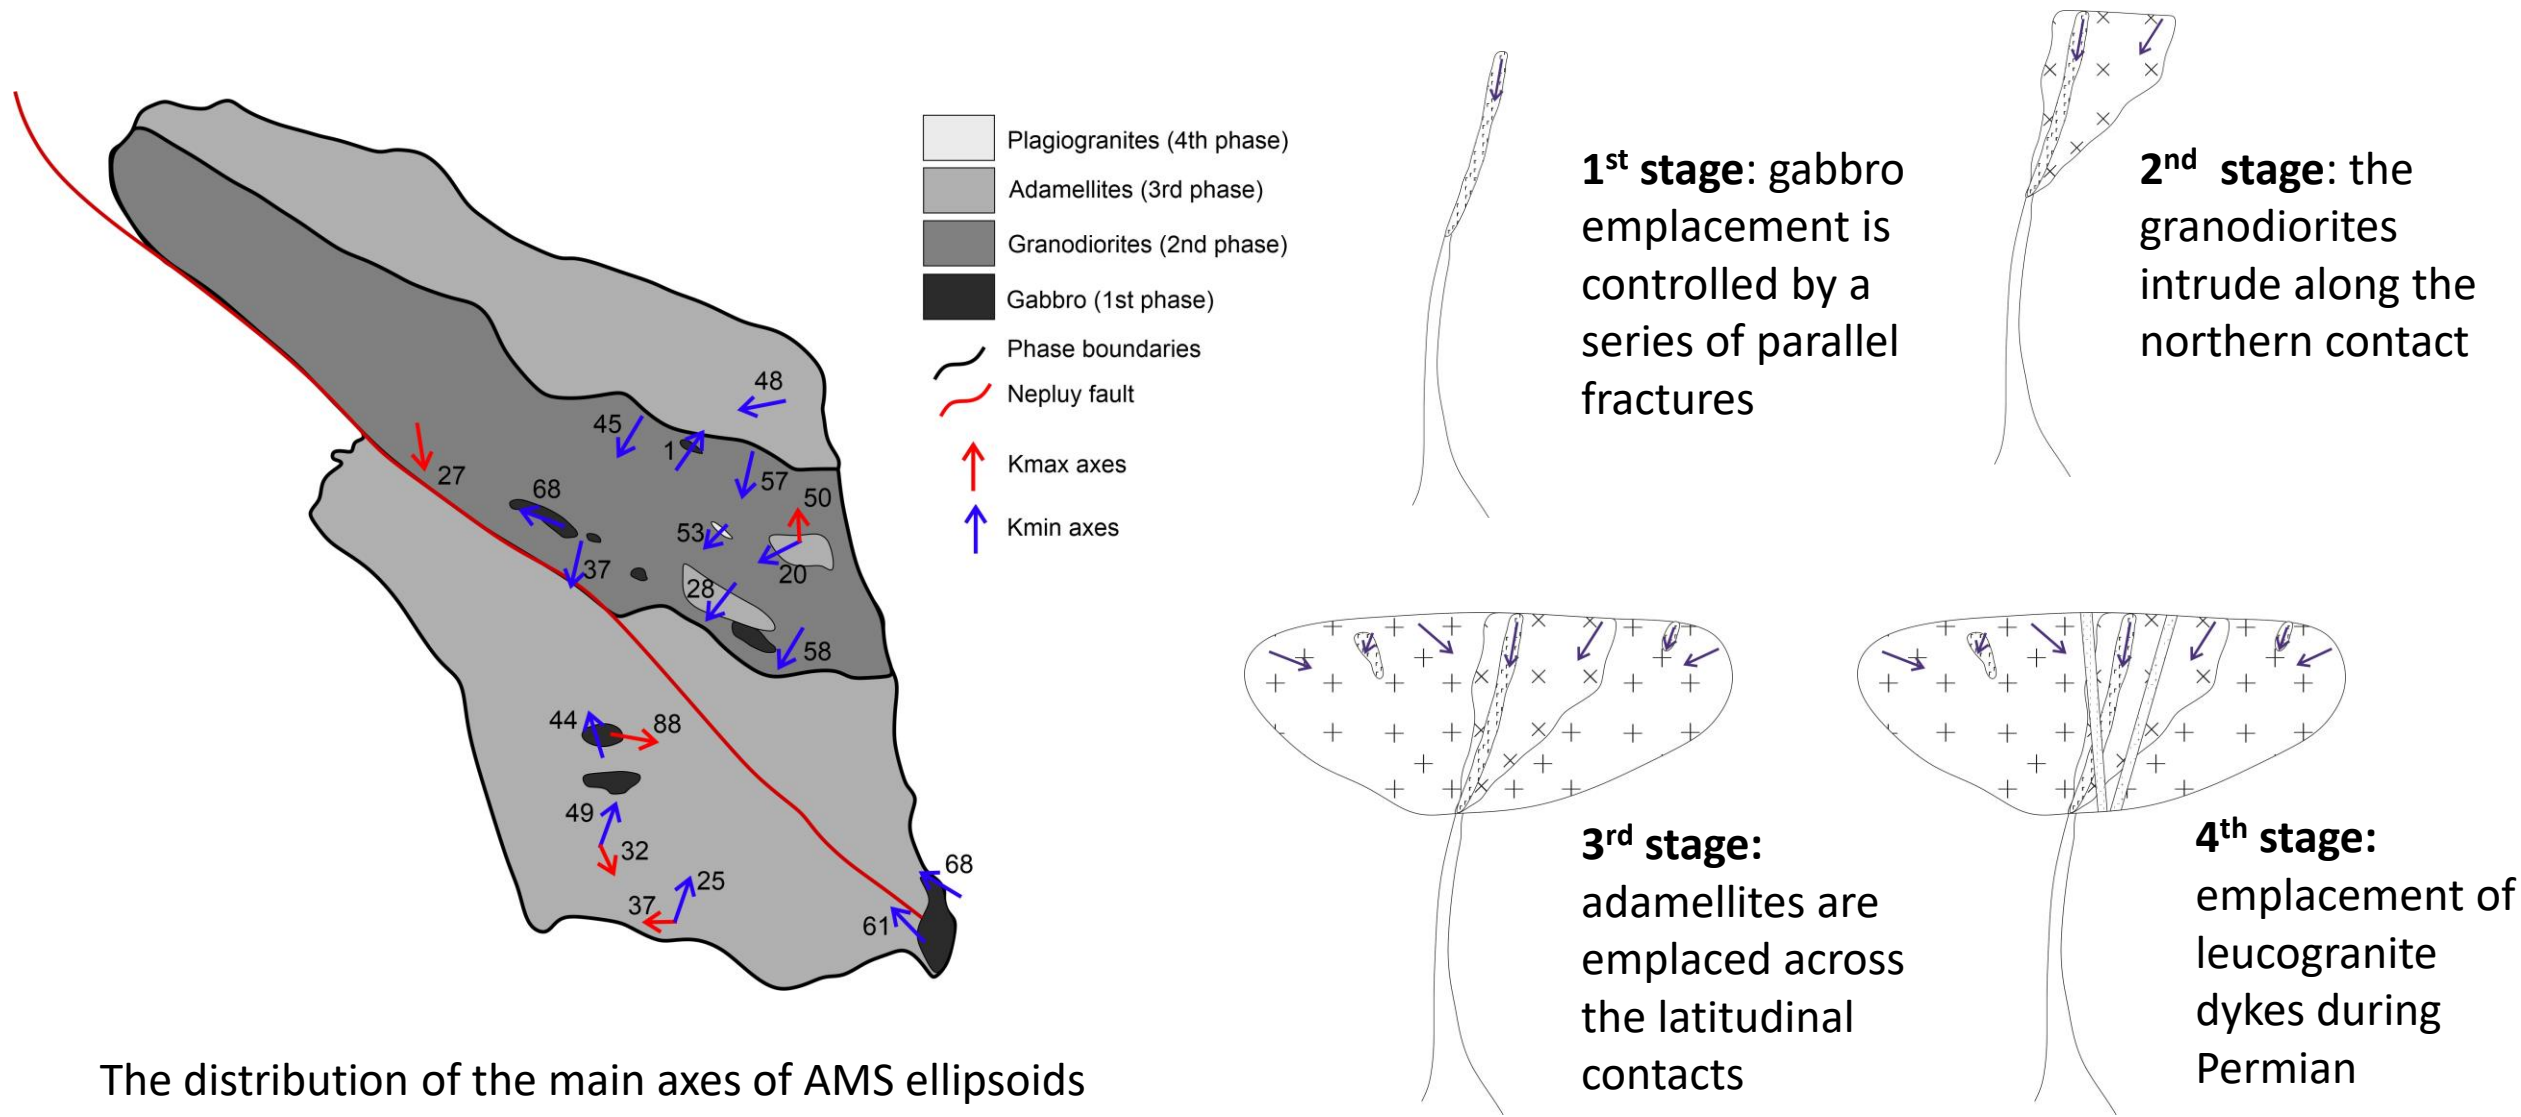 Plagiogranites (4th phase)
Adamellites (3rd phase)
Granodiorites (2nd phase)
Gabbro (1st phase)
Phase boundaries
Nepluy fault
Kmax axes
Kmin axes
48
45
1
57
50
27
68
53
37
20
28
58
44
88
49
32
25
37
68
61
The distribution of the main axes of AMS ellipsoids
1st stage: gabbro
emplacement is
controlled by a
series of parallel
fractures
2nd stage: the
granodiorites
intrude along the
northern contact
3rd stage:
adamellites are
emplaced across
the latitudinal
contacts
4th stage:
emplacement of
leucogranite
dykes during
Permian